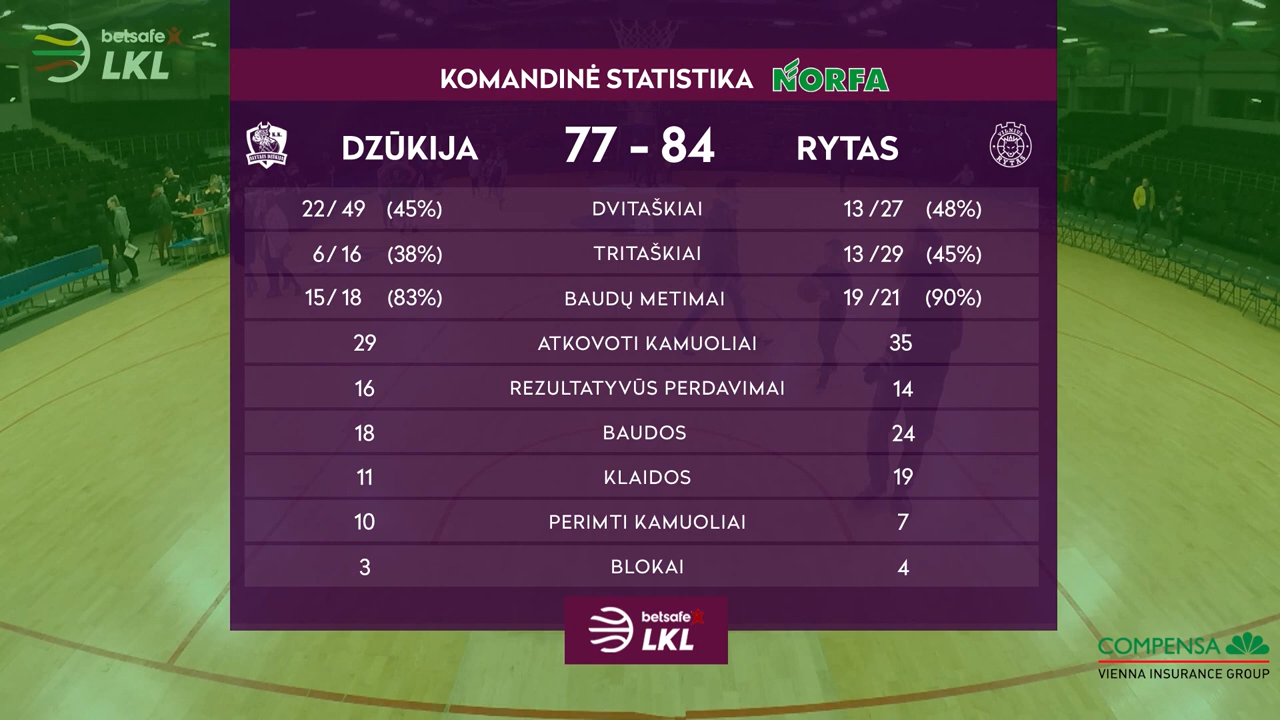 betsafe
LKL
KOMANDINĖ STATISTIKA NORFA
DZŪKIJA 77 - 84 RYTAS
VILNIUS
RYTAS
22/ 49 (45%) DVITAŠKIAI 13 /27 (48%)
6/ 16 (38%) TRITAŠKIAI 13 /29 (45%)
15/ 18 (83%) BAUDŲ METIMAI 19 /21 (90%)
29 ATKOVOTI KAMUOLIAI 35
16 REZULTATYVŪS PERDAVIMAI 14
18 BAUDOS 24
11 KLAIDOS 19
10 PERIMTI KAMUOLIAI 7
3 BLOKAI 4
betsafe
LKL
COMPENSA
VIENNA INSURANCE GROUP